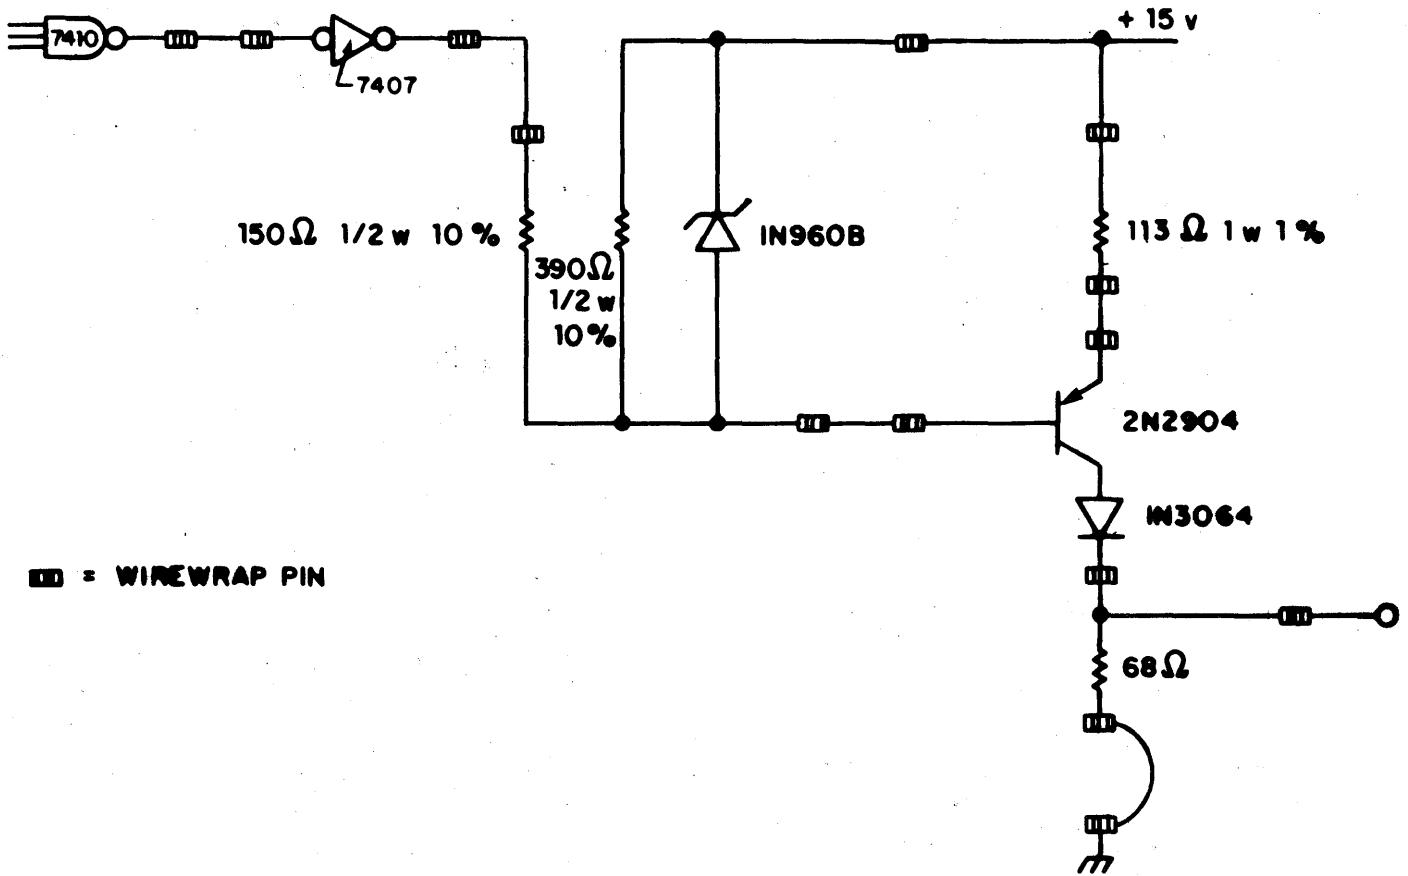 + 15 v
7410
7407
150Ω 1/2 w 10%
390Ω
1/2 w
10%
IN960B
113 Ω 1 w 1%
2N2904
IN3064
= WIREWRAP PIN
68Ω